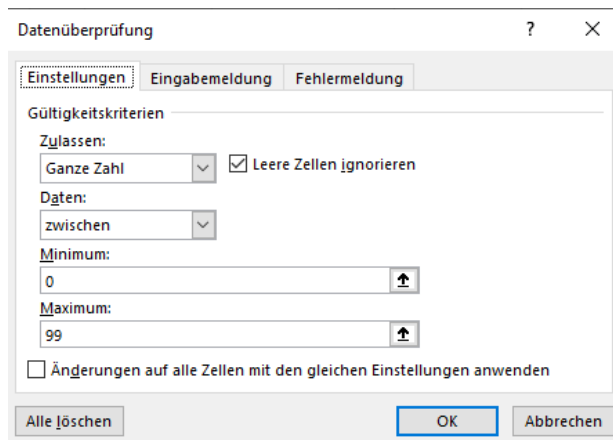 Datenüberprüfung ?
Einstellungen Eingabemeldung Fehlermeldung
Gültigkeitskriterien
Zulassen:
Ganze Zahl Leere Zellen ignorieren
Daten:
zwischen
Minimum:
0
Maximum:
99
Änderungen auf alle Zellen mit den gleichen Einstellungen anwenden
Alle löschen OK Abbrechen